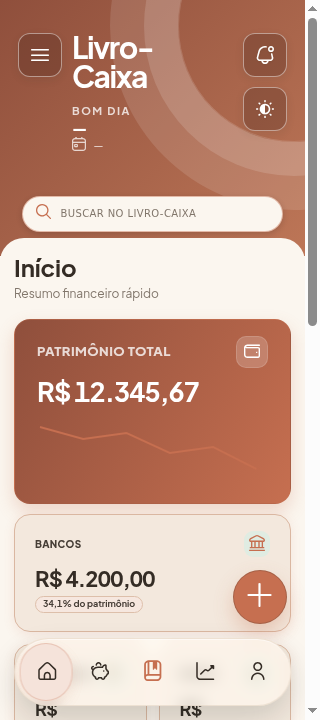 Livro-
Caixa
BOM DIA
—
—
BUSCAR NO LIVRO-CAIXA
Início
Resumo financeiro rápido
PATRIMÔNIO TOTAL
R$ 12.345,67
BANCOS
R$ 4.200,00
34,1% do patrimônio
R$ R$